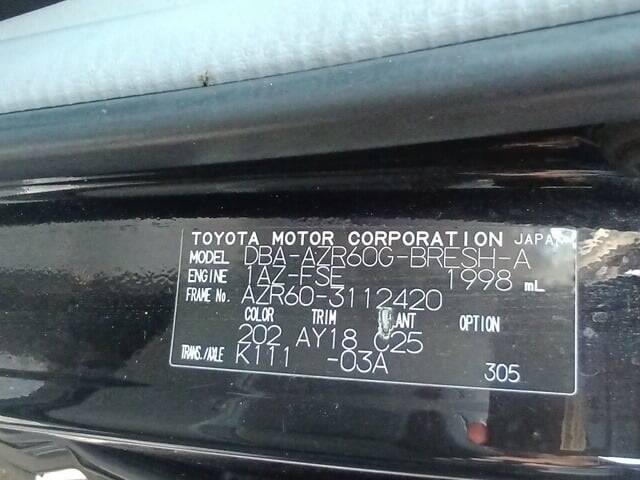 TOYOTA MOTOR CORPORATION JAPAN
MODEL DBA-AZR60G-BRESH-A
ENGINE 1AZ-FSE 1998 mL
FRAME No. AZR60-3112420
COLOR TRIM PLANT OPTION
202 AY18 C25
TRANS./AXLE K111 -03A
305